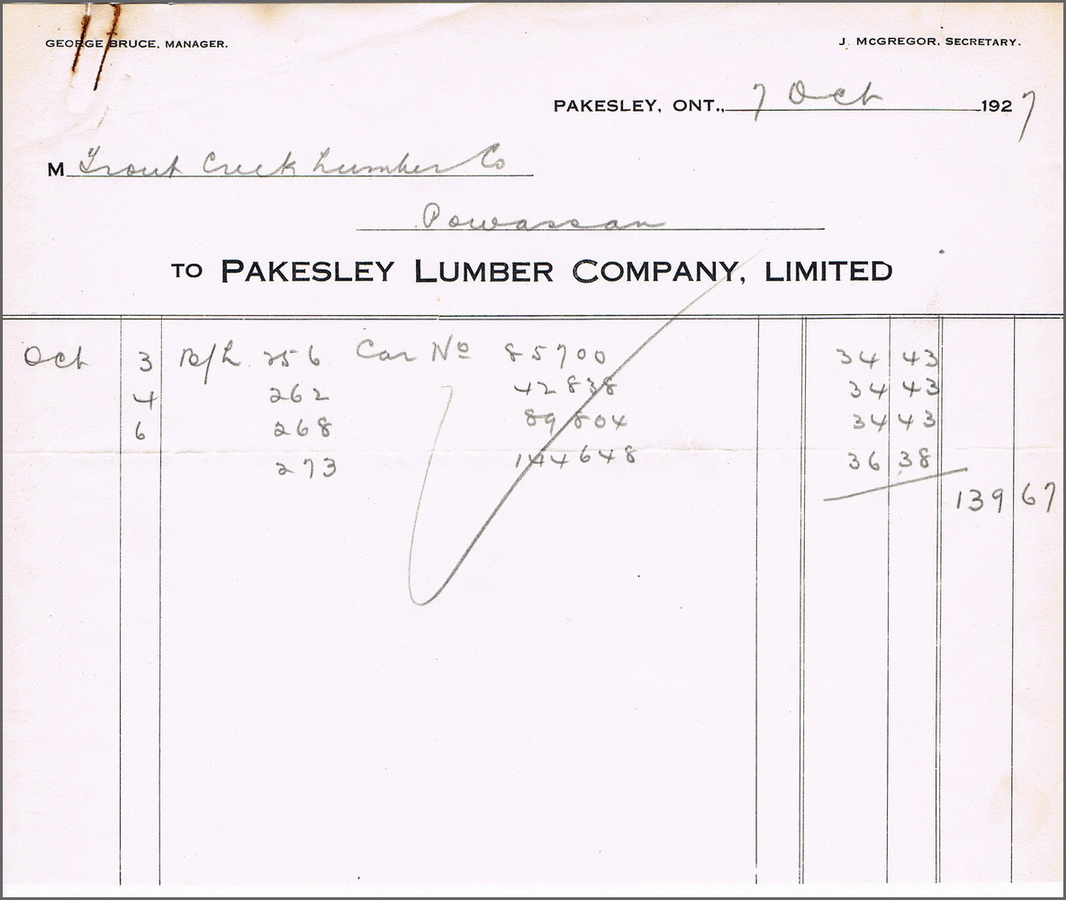 GEORGE BRUCE, MANAGER. J. MCGREGOR, SECRETARY.
PAKESLEY, ONT., 7 Oct 1927
M Trout Creek Lumber Co
Powassan
TO PAKESLEY LUMBER COMPANY, LIMITED
Oct 3 B/L 256 Car No 85700 34 43
4 262 42838 34 43
6 268 89804 34 43
273 144648 36 38
139 67